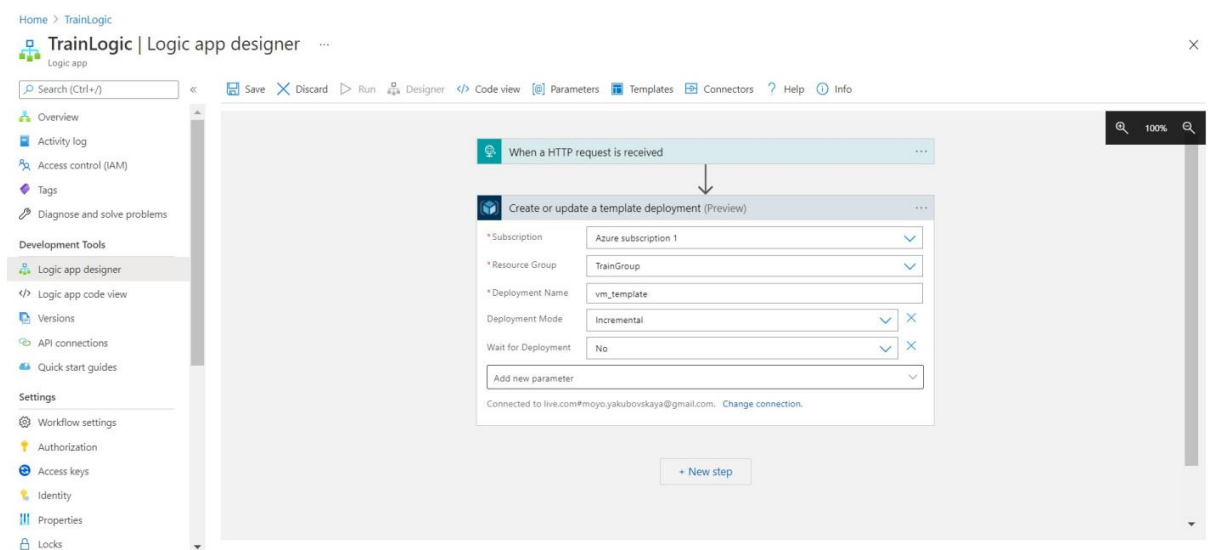 Home > TrainLogic
TrainLogic | Logic app designer ...
Logic app
Search (Ctrl+/)
«
Save Discard Run Designer </> Code view [@] Parameters Templates Connectors ? Help Info
Overview
Activity log
Access control (IAM)
Tags
Diagnose and solve problems
Development Tools
Logic app designer
</> Logic app code view
Versions
API connections
Quick start guides
Settings
Workflow settings
Authorization
Access keys
Identity
Properties
Locks
100%
When a HTTP request is received ...
Create or update a template deployment (Preview) ...
* Subscription Azure subscription 1
* Resource Group TrainGroup
* Deployment Name vm_template
Deployment Mode Incremental
Wait for Deployment No
Add new parameter
Connected to live.com#moyo.yakubovskaya@gmail.com. Change connection.
+ New step